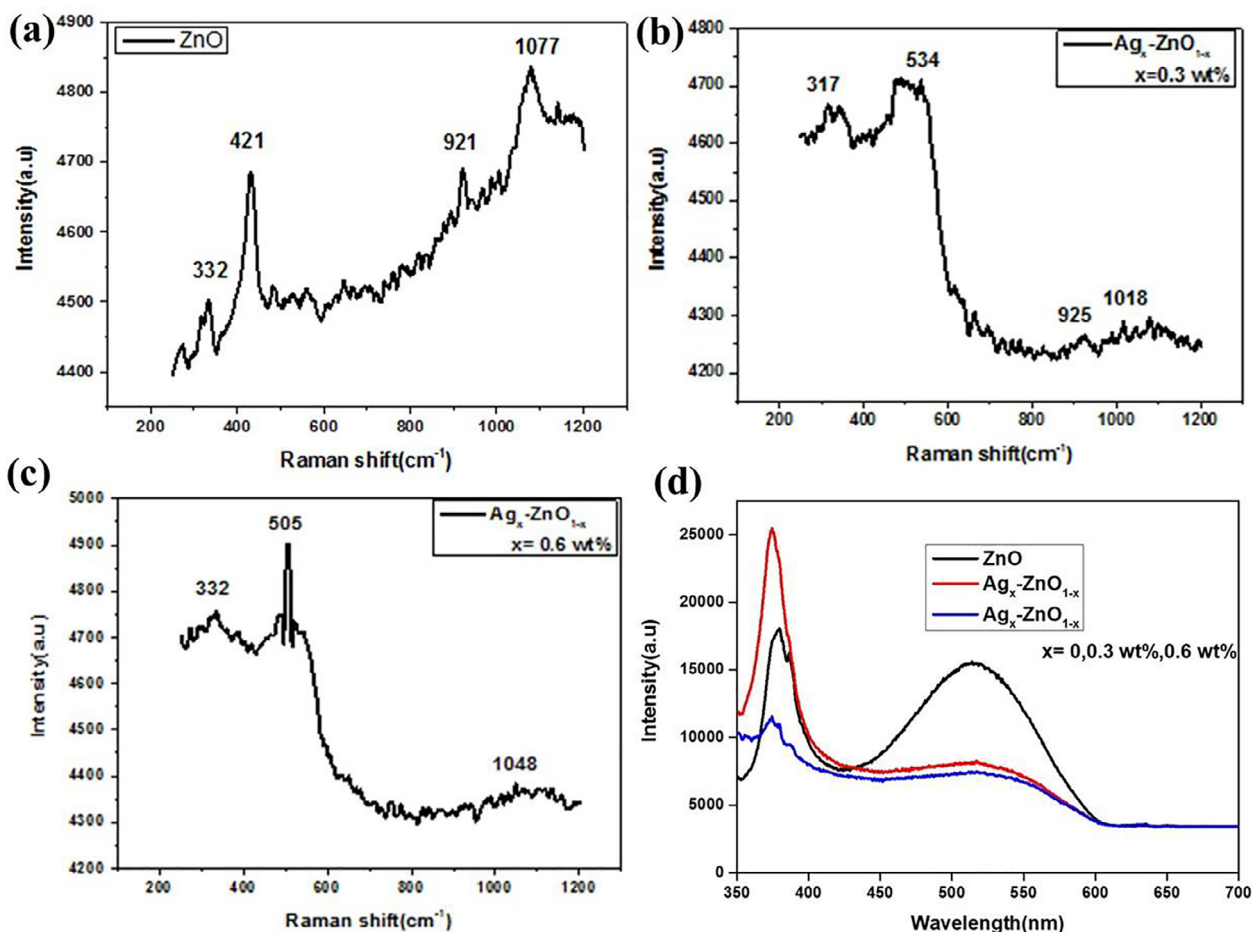 (a)
ZnO
4900
4800
4700
4600
4500
4400
332
421
921
1077
200 400 600 800 1000 1200
Intensity(a.u)
Raman shift(cm⁻¹)
(b)
Agₓ-ZnO₁₋ₓ
x=0.3 wt%
4800
4700
4600
4500
4400
4300
4200
317
534
925
1018
200 400 600 800 1000 1200
Intensity(a.u)
Raman shift(cm⁻¹)
(c)
Agₓ-ZnO₁₋ₓ
x= 0.6 wt%
5000
4900
4800
4700
4600
4500
4400
4300
4200
332
505
1048
200 400 600 800 1000 1200
Intensity(a.u)
Raman shift(cm⁻¹)
(d)
ZnO
Agₓ-ZnO₁₋ₓ
Agₓ-ZnO₁₋ₓ
x= 0,0.3 wt%,0.6 wt%
25000
20000
15000
10000
5000
0
350 400 450 500 550 600 650 700
Intensity(a.u)
Wavelength(nm)